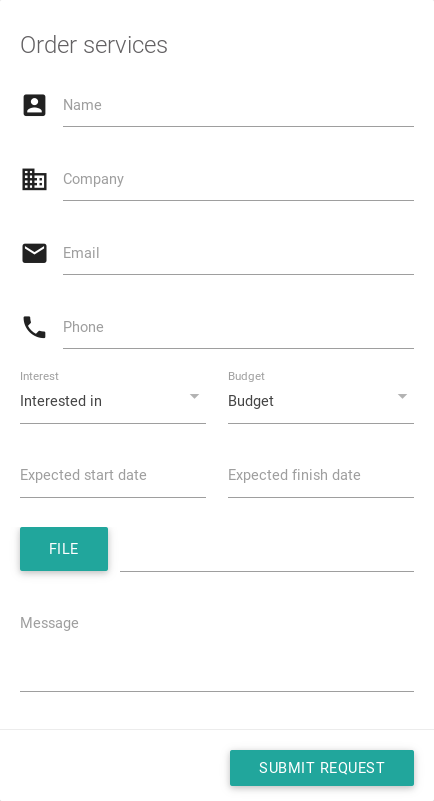 Order services
Name
Company
Email
Phone
Interest Budget
Interested in Budget
Expected start date Expected finish date
FILE
Message
SUBMIT REQUEST